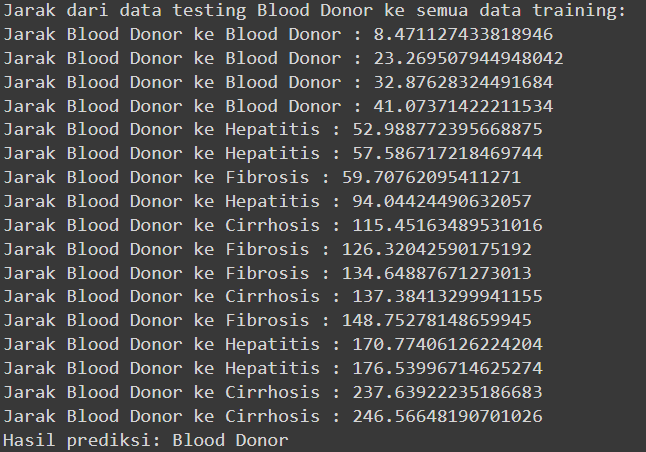 Jarak dari data testing Blood Donor ke semua data training:
Jarak Blood Donor ke Blood Donor : 8.471127433818946
Jarak Blood Donor ke Blood Donor : 23.269507944948042
Jarak Blood Donor ke Blood Donor : 32.87628324491684
Jarak Blood Donor ke Blood Donor : 41.07371422211534
Jarak Blood Donor ke Hepatitis : 52.988772395668875
Jarak Blood Donor ke Hepatitis : 57.586717218469744
Jarak Blood Donor ke Fibrosis : 59.70762095411271
Jarak Blood Donor ke Hepatitis : 94.04424490632057
Jarak Blood Donor ke Cirrhosis : 115.45163489531016
Jarak Blood Donor ke Fibrosis : 126.32042590175192
Jarak Blood Donor ke Fibrosis : 134.64887671273013
Jarak Blood Donor ke Cirrhosis : 137.38413299941155
Jarak Blood Donor ke Fibrosis : 148.75278148659945
Jarak Blood Donor ke Hepatitis : 170.77406126224204
Jarak Blood Donor ke Hepatitis : 176.53996714625274
Jarak Blood Donor ke Cirrhosis : 237.63922235186683
Jarak Blood Donor ke Cirrhosis : 246.56648190701026
Hasil prediksi: Blood Donor